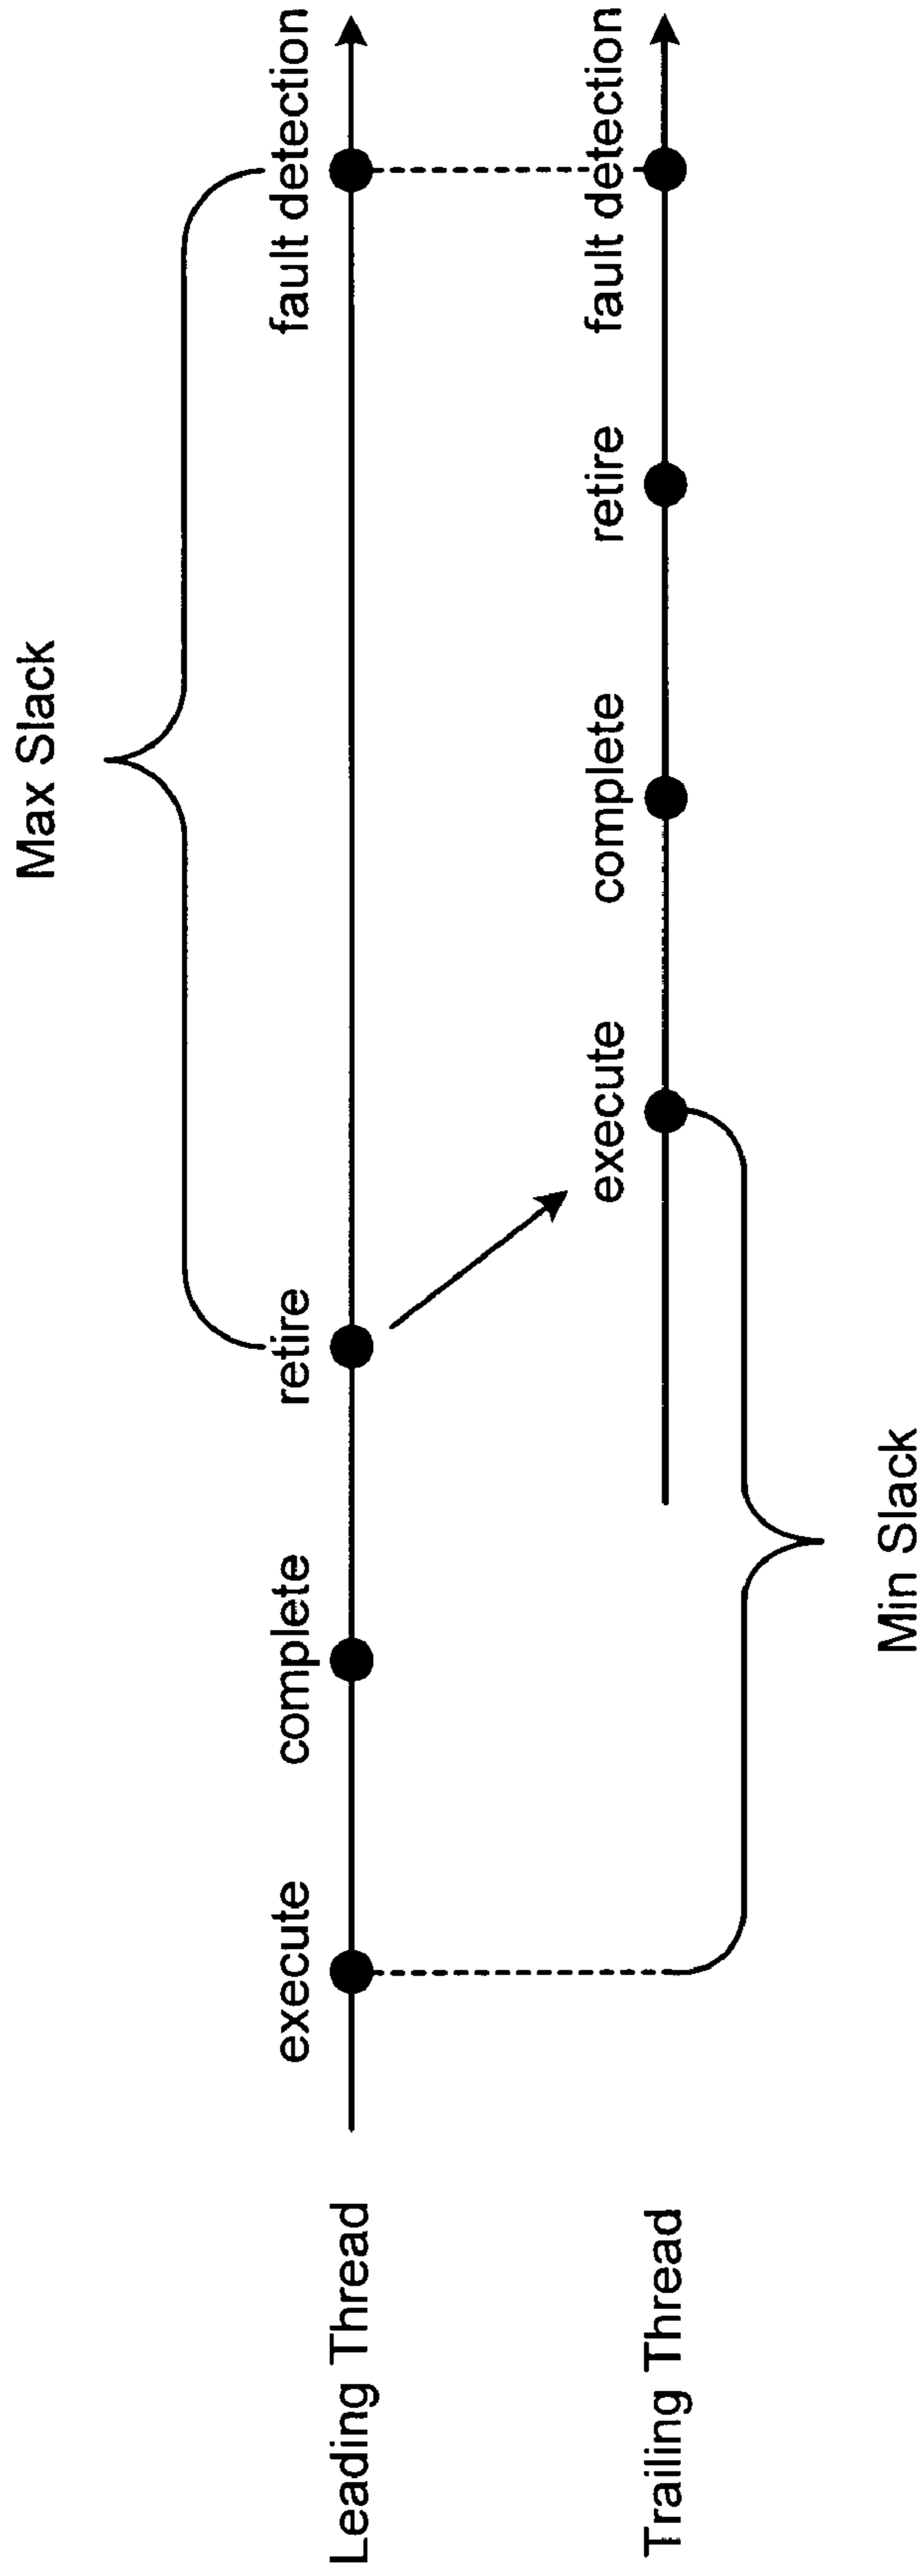 Max Slack
Leading Thread
execute
complete
retire
fault detection
Trailing Thread
execute
complete
retire
fault detection
Min Slack